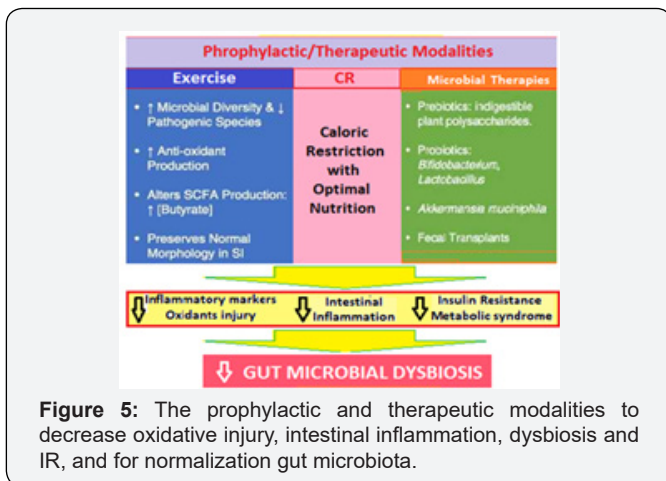 Phrophylactic/Therapeutic Modalities
Exercise
• ↑ Microbial Diversity & ↓
Pathogenic Species
• ↑ Anti-oxidant
Production
• Alters SCFA Production:
↑ [Butyrate]
• Preserves Normal
Morphology in SI
CR
Caloric
Restriction
with
Optimal
Nutrition
Microbial Therapies
• Prebiotics: indigestible
plant polysaccharides.
• Probiotics:
Bifidobacterium,
Lactobacillus
• Akkermansia muciniphila
• Fecal Transplants
Inflammatory markers
Oxidants injury
Intestinal
Inflammation
Insulin Resistance
Metabolic syndrome
GUT MICROBIAL DYSBIOSIS
Figure 5: The prophylactic and therapeutic modalities to
decrease oxidative injury, intestinal inflammation, dysbiosis and
IR, and for normalization gut microbiota.